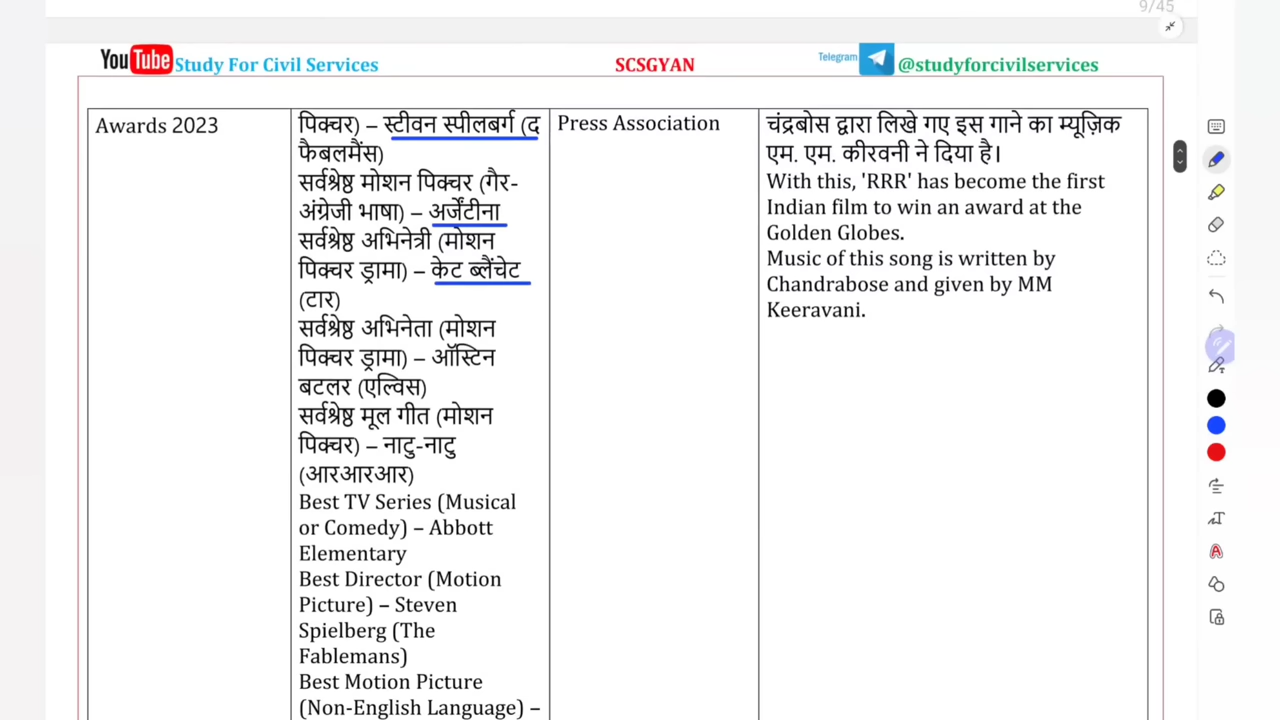 9/45
YouTube Study For Civil Services
SCSGYAN
Telegram @studyforcivilservices
Awards 2023
पिक्चर) – स्टीवन स्पीलबर्ग (द
फैबलमैंस)
सर्वश्रेष्ठ मोशन पिक्चर (गैर-
अंग्रेजी भाषा) – अर्जेंटीना
सर्वश्रेष्ठ अभिनेत्री (मोशन
पिक्चर ड्रामा) – केट ब्लैंचेट
(टार)
सर्वश्रेष्ठ अभिनेता (मोशन
पिक्चर ड्रामा) – ऑस्टिन
बटलर (एल्विस)
सर्वश्रेष्ठ मूल गीत (मोशन
पिक्चर) – नाटु-नाटु
(आरआरआर)
Best TV Series (Musical
or Comedy) – Abbott
Elementary
Best Director (Motion
Picture) – Steven
Spielberg (The
Fablemans)
Best Motion Picture
(Non-English Language) –
Press Association
चंद्रबोस द्वारा लिखे गए इस गाने का म्यूज़िक
एम. एम. कीरवनी ने दिया है।
With this, 'RRR' has become the first
Indian film to win an award at the
Golden Globes.
Music of this song is written by
Chandrabose and given by MM
Keeravani.